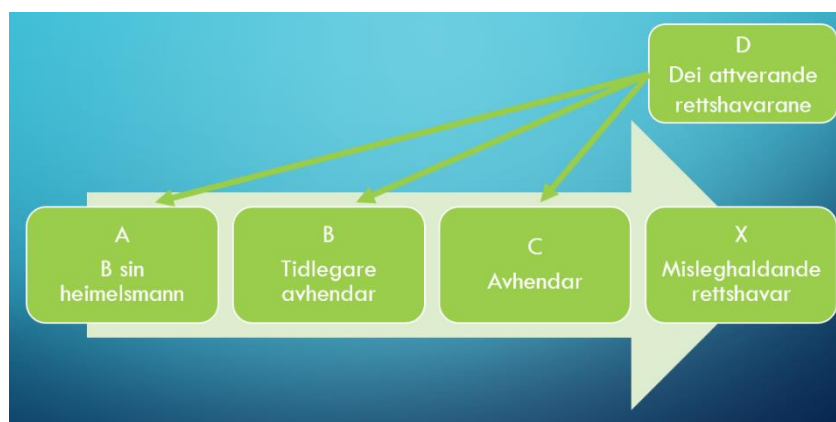 D
Dei attverande
rettshavarane
A
B sin
heimelsmann
B
Tidlegare
avhendar
C
Avhendar
X
Misleghaldande
rettshavar